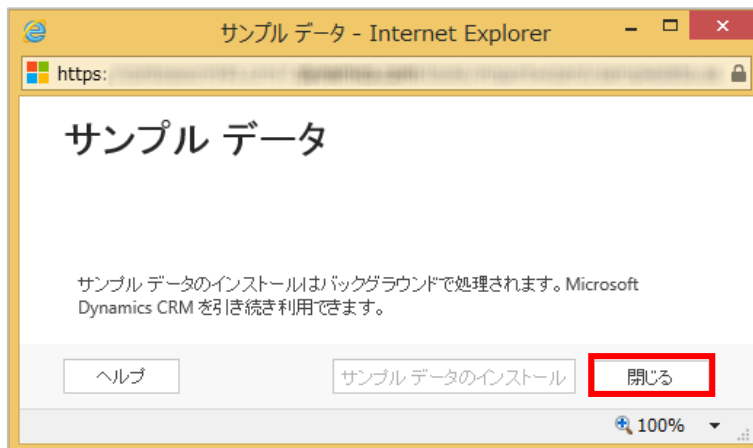 サンプル データ - Internet Explorer
https:
サンプル データ
サンプル データのインストールはバックグラウンドで処理されます。Microsoft
Dynamics CRM を引き続き利用できます。
ヘルプ
サンプル データのインストール
閉じる
100%